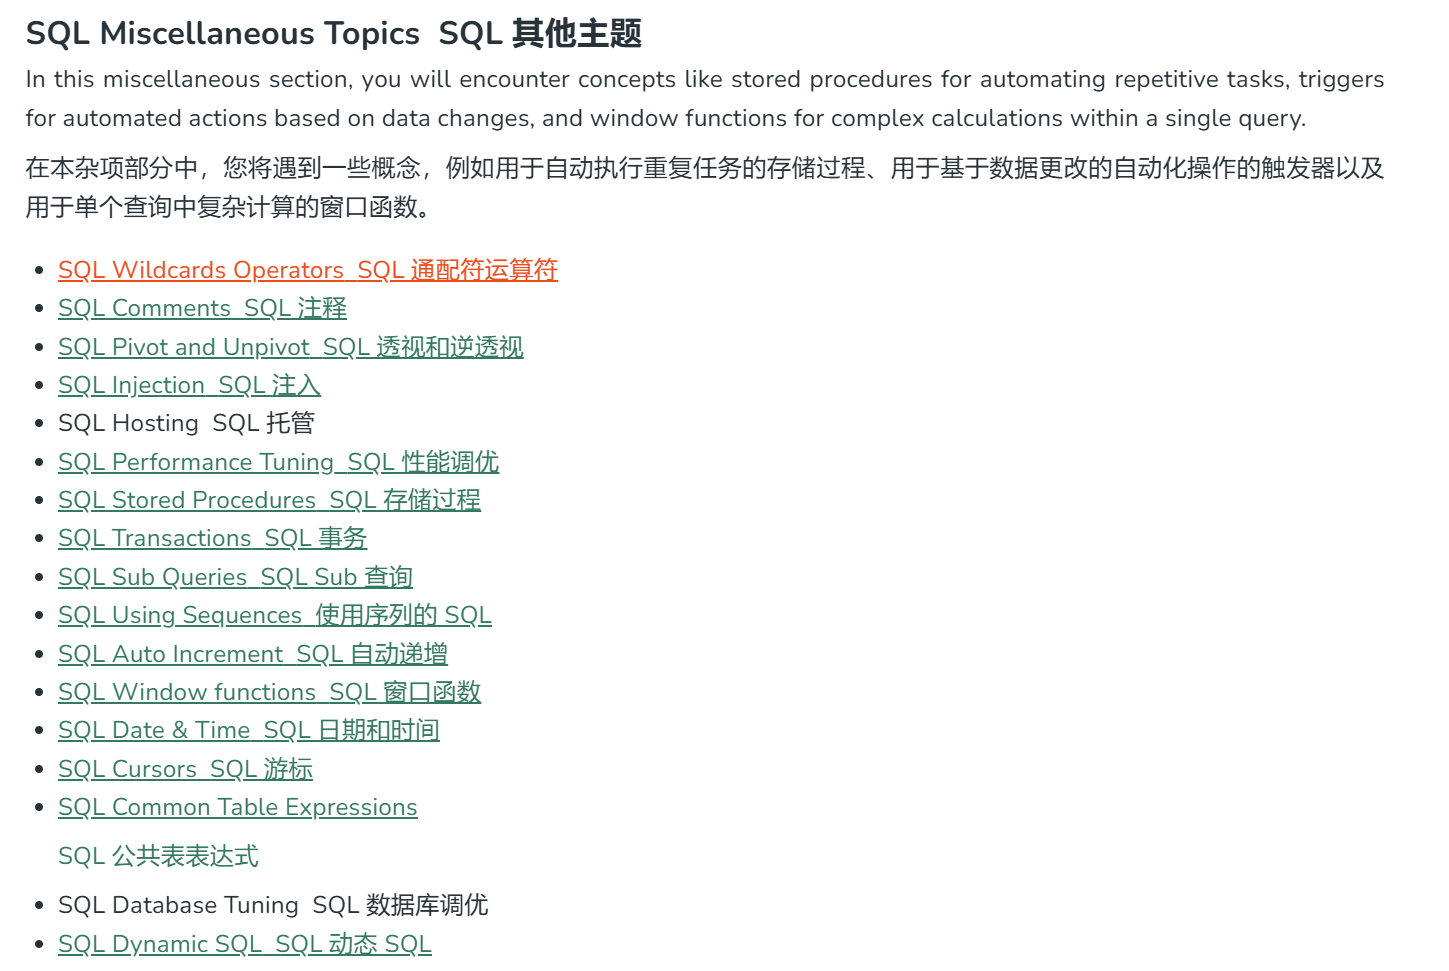 SQL Miscellaneous Topics  SQL 其他主题
In this miscellaneous section, you will encounter concepts like stored procedures for automating repetitive tasks, triggers
for automated actions based on data changes, and window functions for complex calculations within a single query.
在本杂项部分中，您将遇到一些概念，例如用于自动执行重复任务的存储过程、用于基于数据更改的自动化操作的触发器以及
用于单个查询中复杂计算的窗口函数。
• SQL Wildcards Operators  SQL 通配符运算符
• SQL Comments  SQL 注释
• SQL Pivot and Unpivot  SQL 透视和逆透视
• SQL Injection  SQL 注入
• SQL Hosting  SQL 托管
• SQL Performance Tuning  SQL 性能调优
• SQL Stored Procedures  SQL 存储过程
• SQL Transactions  SQL 事务
• SQL Sub Queries  SQL Sub 查询
• SQL Using Sequences  使用序列的 SQL
• SQL Auto Increment  SQL 自动递增
• SQL Window functions  SQL 窗口函数
• SQL Date & Time  SQL 日期和时间
• SQL Cursors  SQL 游标
• SQL Common Table Expressions
SQL 公共表表达式
• SQL Database Tuning  SQL 数据库调优
• SQL Dynamic SQL  SQL 动态 SQL